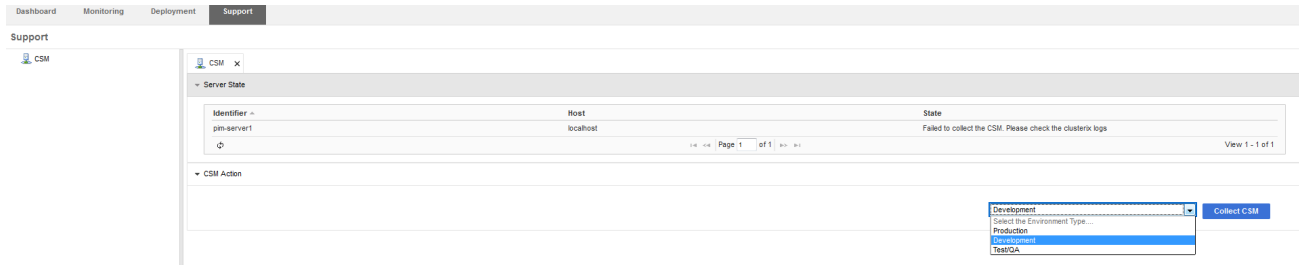 Dashboard Monitoring Deployment Support
Support
CSM
CSM x
Server State
Identifier Host State
pim-server1 localhost Failed to collect the CSM. Please check the clusterix logs
Page 1 of 1 View 1 - 1 of 1
CSM Action
Development Collect CSM
Select the Environment Type....
Production
Development
Test/QA